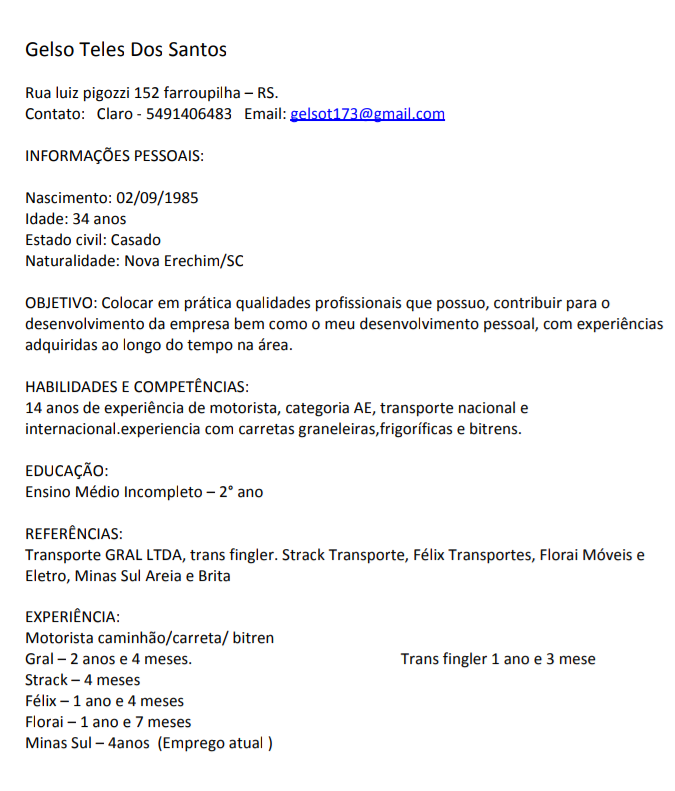 Gelso Teles Dos Santos
Rua luiz pigozzi 152 farroupilha – RS.
Contato: Claro - 5491406483 Email: gelsot173@gmail.com
INFORMAÇÕES PESSOAIS:
Nascimento: 02/09/1985
Idade: 34 anos
Estado civil: Casado
Naturalidade: Nova Erechim/SC
OBJETIVO: Colocar em prática qualidades profissionais que possuo, contribuir para o
desenvolvimento da empresa bem como o meu desenvolvimento pessoal, com experiências
adquiridas ao longo do tempo na área.
HABILIDADES E COMPETÊNCIAS:
14 anos de experiência de motorista, categoria AE, transporte nacional e
internacional.experiencia com carretas graneleiras,frigoríficas e bitrens.
EDUCAÇÃO:
Ensino Médio Incompleto – 2° ano
REFERÊNCIAS:
Transporte GRAL LTDA, trans fingler. Strack Transporte, Félix Transportes, Florai Móveis e
Eletro, Minas Sul Areia e Brita
EXPERIÊNCIA:
Motorista caminhão/carreta/ bitren
Gral – 2 anos e 4 meses. Trans fingler 1 ano e 3 mese
Strack – 4 meses
Félix – 1 ano e 4 meses
Florai – 1 ano e 7 meses
Minas Sul – 4anos (Emprego atual )